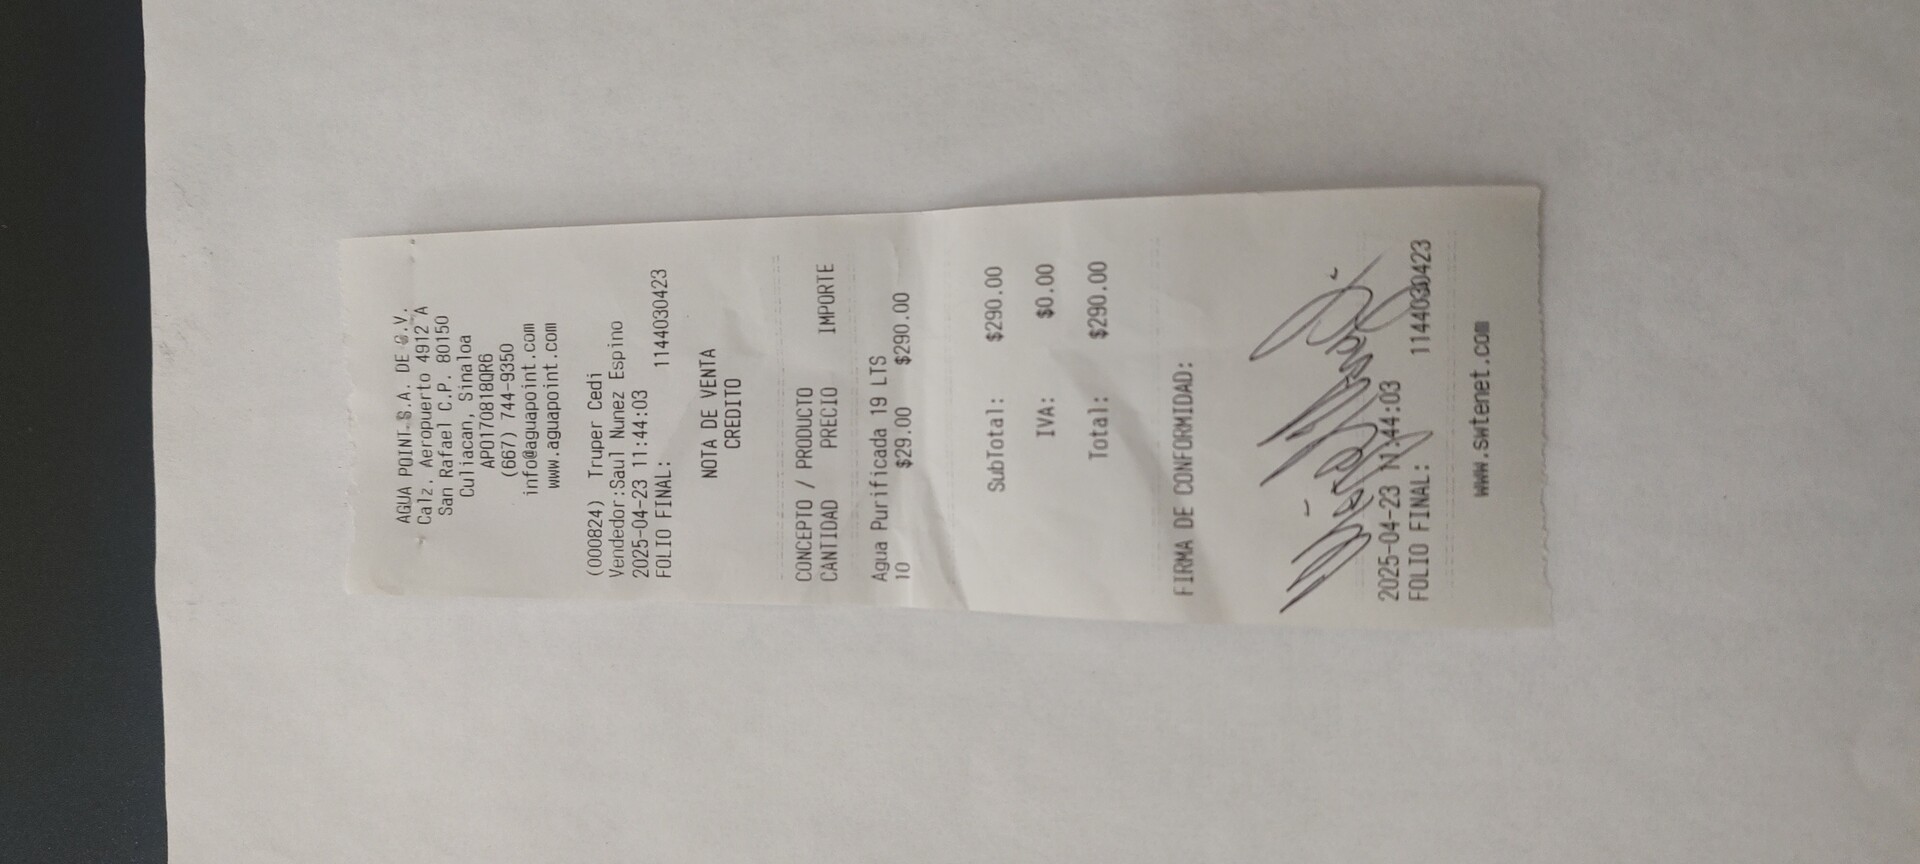 AGUA POINT S.A. DE C.V.
Calz. Aeropuerto 4912 A
San Rafael C.P. 80150
Culiacan, Sinaloa
APO170818QR6
(667) 744-9350
info@aguapoint.com
www.aguapoint.com
(000824) Truper Cedi
Vendedor:Saul Nunez Espino
2025-04-23 11:44:03
FOLIO FINAL: 1144030423
NOTA DE VENTA
CREDITO
CONCEPTO / PRODUCTO
CANTIDAD PRECIO IMPORTE
Agua Purificada 19 LTS
10 $29.00 $290.00
SubTotal: $290.00
IVA: $0.00
Total: $290.00
FIRMA DE CONFORMIDAD:
2025-04-23 11:44:03
FOLIO FINAL: 1144030423
www.swtenet.com